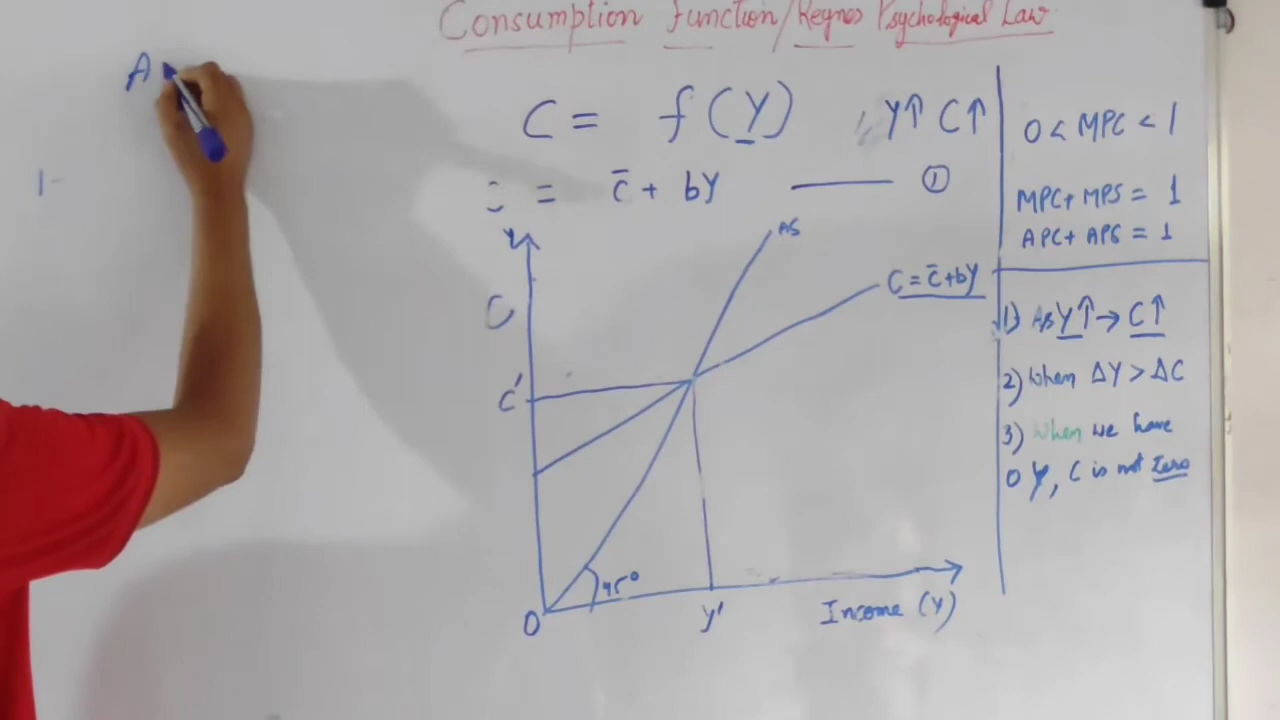 Consumption Function/Keynes Psychological Law
A
1-
C = f(Y) , Y↑ C↑
= c̄ + bY —— ①
Y
C
C'
AS
C = c̄ + bY
45°
O
Y'
Income (Y)
0 < MPC < 1
MPC + MPS = 1
APC + APS = 1
1) As Y↑ → C↑
2) When ΔY > ΔC
3) When we have
0 Y, C is not Zero